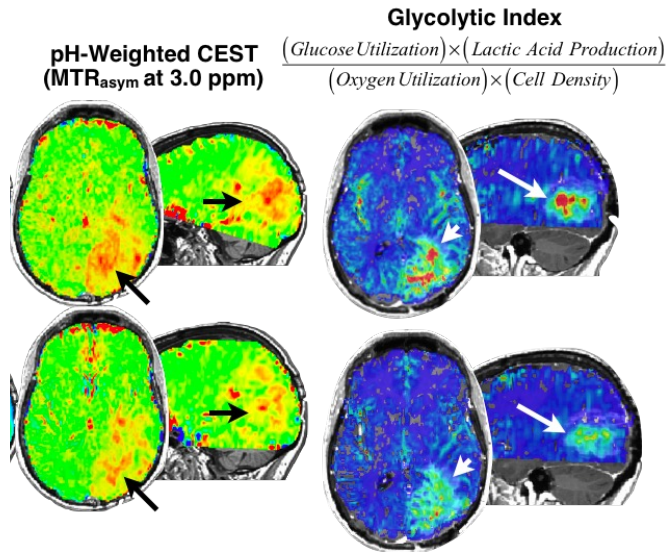 pH-Weighted CEST
(MTRasym at 3.0 ppm)
Glycolytic Index
(Glucose Utilization)×(Lactic Acid Production)
(Oxygen Utilization)×(Cell Density)